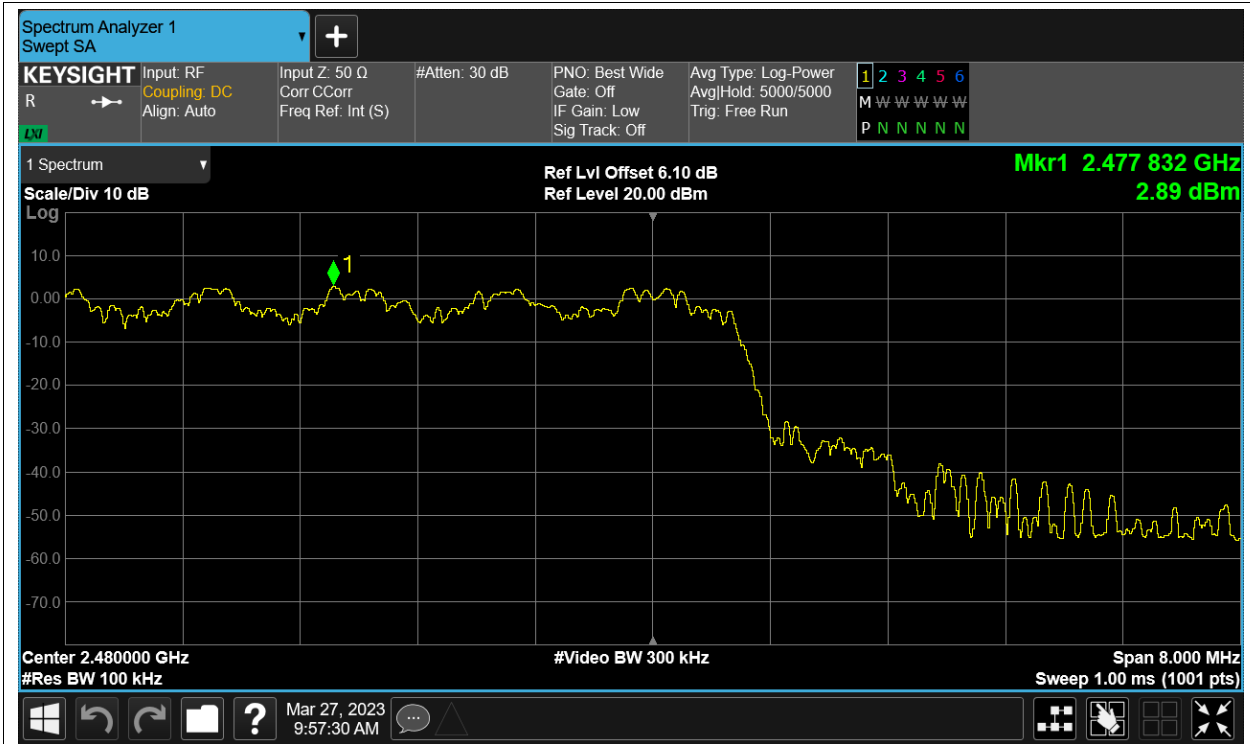 Spectrum Analyzer 1
Swept SA
KEYSIGHT
R
LXI
Input: RF
Coupling: DC
Align: Auto
Input Z: 50 Ω
Corr CCorr
Freq Ref: Int (S)
#Atten: 30 dB
PNO: Best Wide
Gate: Off
IF Gain: Low
Sig Track: Off
Avg Type: Log-Power
Avg|Hold: 5000/5000
Trig: Free Run
1 2 3 4 5 6
M W W W W W W
P N N N N N N
1 Spectrum
Scale/Div 10 dB
Log
Ref Lvl Offset 6.10 dB
Ref Level 20.00 dBm
Mkr1 2.477 832 GHz
2.89 dBm
1
10.0
0.00
-10.0
-20.0
-30.0
-40.0
-50.0
-60.0
-70.0
Center 2.480000 GHz
#Video BW 300 kHz
Span 8.000 MHz
#Res BW 100 kHz
Sweep 1.00 ms (1001 pts)
?
Mar 27, 2023
9:57:30 AM